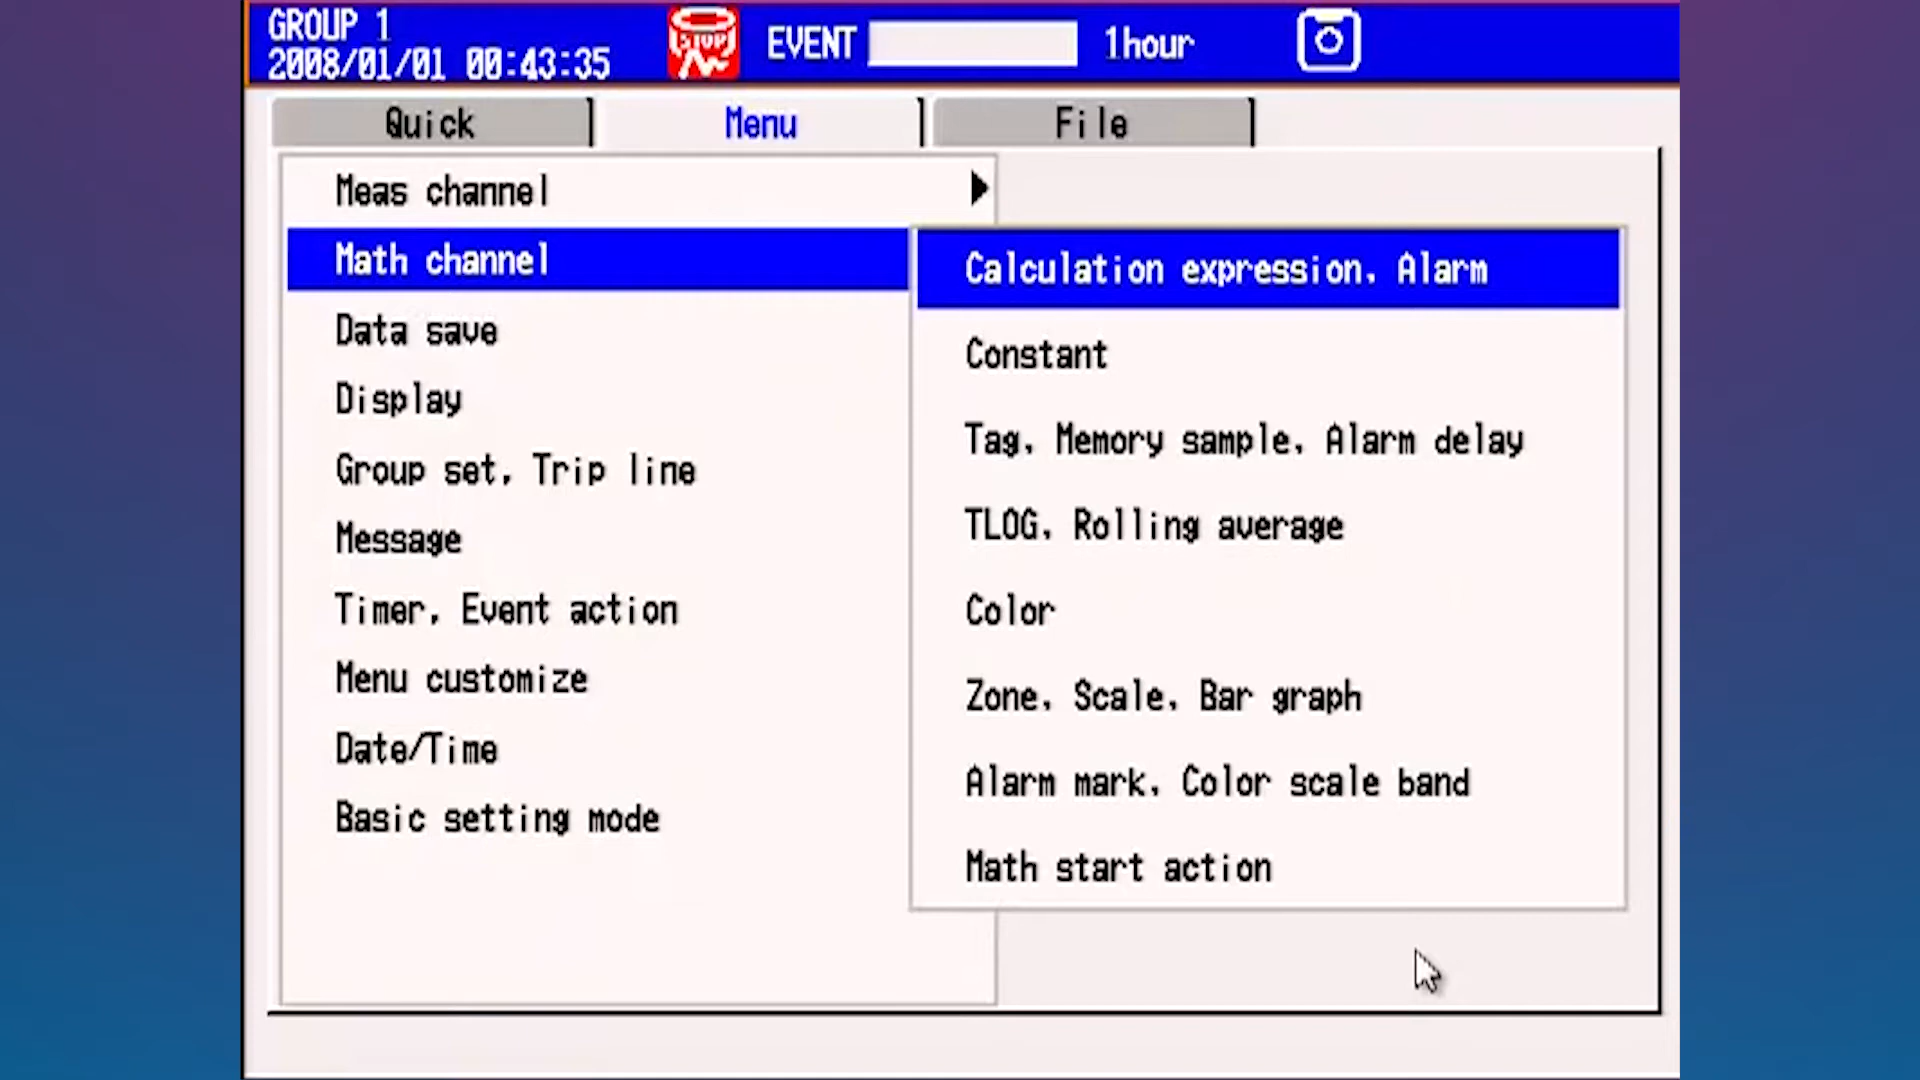 GROUP 1
2008/01/01 00:43:35
STOP
EVENT
1hour
Quick
Menu
File
Meas channel
Math channel
Data save
Display
Group set, Trip line
Message
Timer, Event action
Menu customize
Date/Time
Basic setting mode
Calculation expression, Alarm
Constant
Tag, Memory sample, Alarm delay
TLOG, Rolling average
Color
Zone, Scale, Bar graph
Alarm mark, Color scale band
Math start action